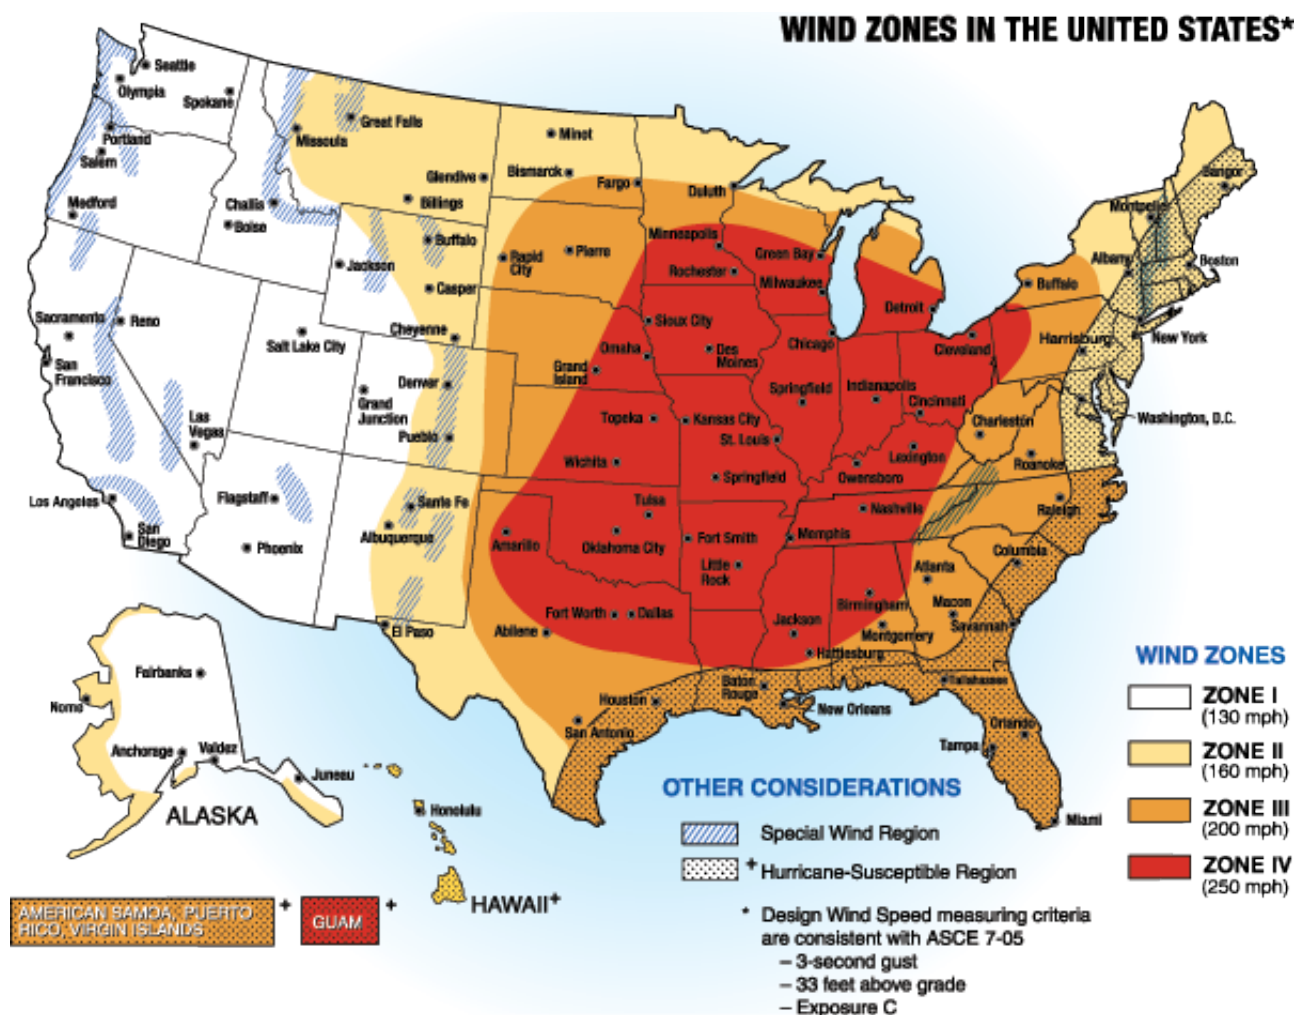 WIND ZONES IN THE UNITED STATES*
Seattle
Olympia
Spokane
Portland
Salem
Medford
Missoula
Great Falls
Glendive
Billings
Challis
Boise
Jackson
Buffalo
Casper
Cheyenne
Minot
Bismarck
Fargo
Duluth
Rapid
City
Pierre
Minneapolis
Rochester
Green Bay
Milwaukee
Sioux City
Omaha
Des
Moines
Grand
Island
Chicago
Detroit
Cleveland
Bangor
Montpelier
Albany
Boston
Buffalo
Harrisburg
New York
Washington, D.C.
Sacramento
Reno
San
Francisco
Salt Lake City
Las
Vegas
Grand
Junction
Denver
Pueblo
Topeka
Kansas City
St. Louis
Springfield
Indianapolis
Cincinnati
Charleston
Lexington
Owensboro
Roanoke
Raleigh
Wichita
Springfield
Los Angeles
San
Diego
Flagstaff
Phoenix
Sante Fe
Albuquerque
El Paso
Amarillo
Tulsa
Oklahoma City
Fort Smith
Little
Rock
Memphis
Nashville
Columbia
Atlanta
Macon
Savannah
Birmingham
Montgomery
Fort Worth
Dallas
Abilene
Jackson
Hattiesburg
Houston
San Antonio
Baton
Rouge
New Orleans
Tallahassee
Orlando
Tampa
Miami
Fairbanks
Nome
Anchorage
Valdez
Juneau
ALASKA
Honolulu
HAWAII+
AMERICAN SAMOA, PUERTO
RICO, VIRGIN ISLANDS
+
GUAM
+
OTHER CONSIDERATIONS
Special Wind Region
+ Hurricane-Susceptible Region
* Design Wind Speed measuring criteria
are consistent with ASCE 7-05
– 3-second gust
– 33 feet above grade
– Exposure C
WIND ZONES
ZONE I
(130 mph)
ZONE II
(160 mph)
ZONE III
(200 mph)
ZONE IV
(250 mph)